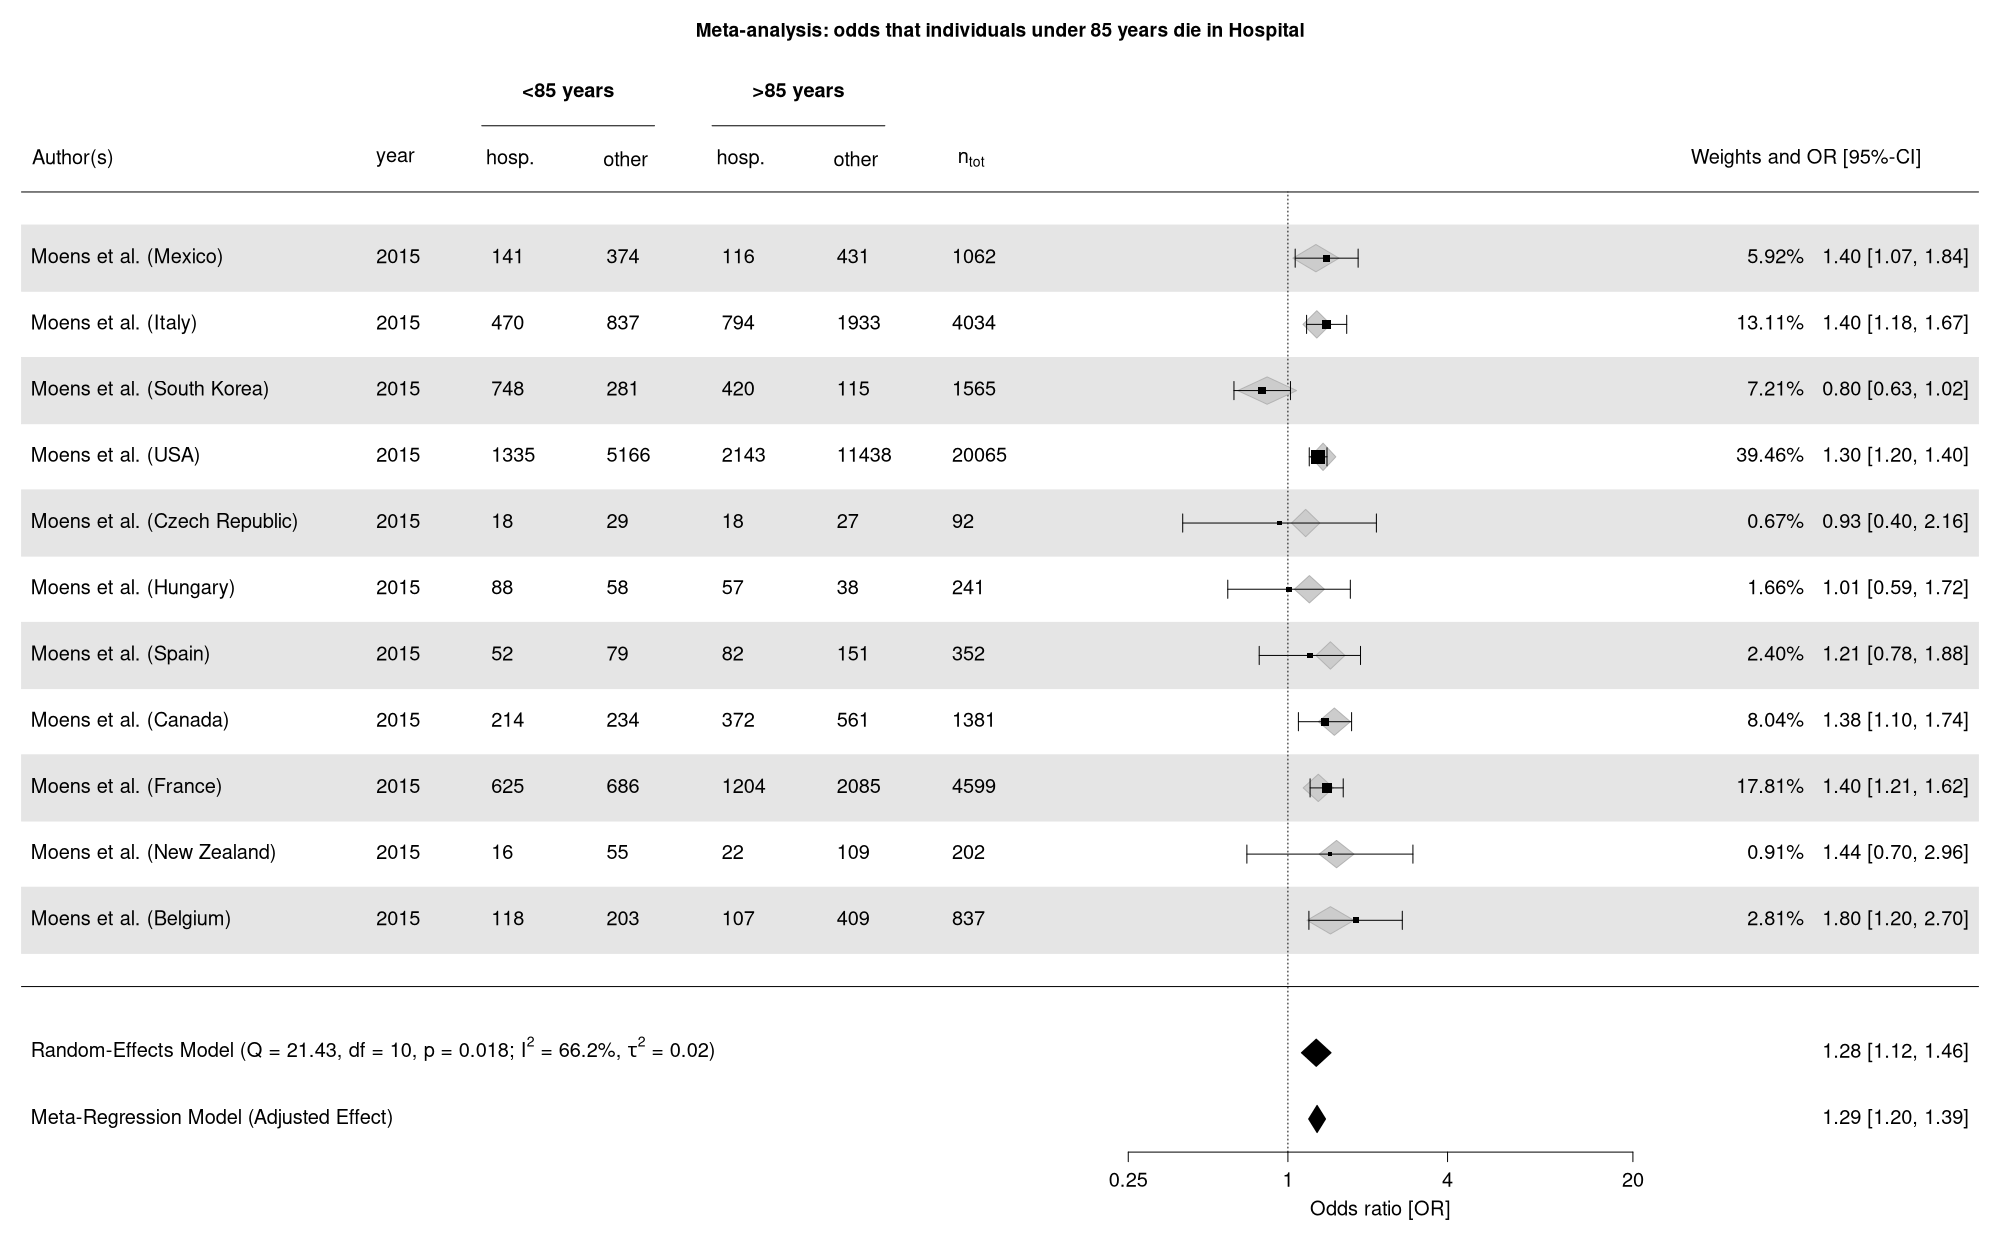 Meta-analysis: odds that individuals under 85 years die in Hospital
<85 years >85 years
Author(s) year hosp. other hosp. other ntot Weights and OR [95%-CI]
Moens et al. (Mexico) 2015 141 374 116 431 1062 5.92% 1.40 [1.07, 1.84]
Moens et al. (Italy) 2015 470 837 794 1933 4034 13.11% 1.40 [1.18, 1.67]
Moens et al. (South Korea) 2015 748 281 420 115 1565 7.21% 0.80 [0.63, 1.02]
Moens et al. (USA) 2015 1335 5166 2143 11438 20065 39.46% 1.30 [1.20, 1.40]
Moens et al. (Czech Republic) 2015 18 29 18 27 92 0.67% 0.93 [0.40, 2.16]
Moens et al. (Hungary) 2015 88 58 57 38 241 1.66% 1.01 [0.59, 1.72]
Moens et al. (Spain) 2015 52 79 82 151 352 2.40% 1.21 [0.78, 1.88]
Moens et al. (Canada) 2015 214 234 372 561 1381 8.04% 1.38 [1.10, 1.74]
Moens et al. (France) 2015 625 686 1204 2085 4599 17.81% 1.40 [1.21, 1.62]
Moens et al. (New Zealand) 2015 16 55 22 109 202 0.91% 1.44 [0.70, 2.96]
Moens et al. (Belgium) 2015 118 203 107 409 837 2.81% 1.80 [1.20, 2.70]
Random-Effects Model (Q = 21.43, df = 10, p = 0.018; I² = 66.2%, τ² = 0.02) 1.28 [1.12, 1.46]
Meta-Regression Model (Adjusted Effect) 1.29 [1.20, 1.39]
0.25 1 4 20
Odds ratio [OR]